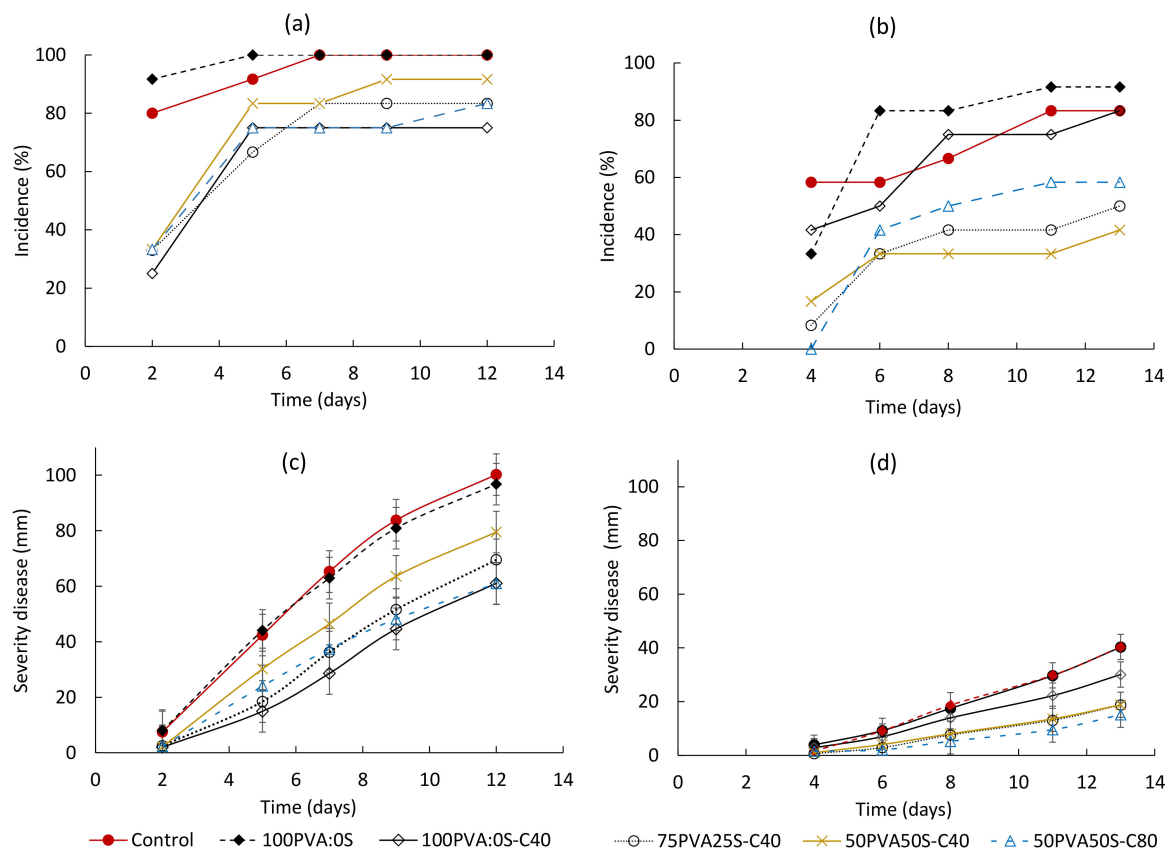 (a)
100
80
60
40
20
0
Incidence (%)
0 2 4 6 8 10 12 14
Time (days)
(b)
100
80
60
40
20
0
Incidence (%)
0 2 4 6 8 10 12 14
Time (days)
(c)
100
80
60
40
20
0
Severity disease (mm)
0 2 4 6 8 10 12 14
Time (days)
(d)
100
80
60
40
20
0
Severity disease (mm)
0 2 4 6 8 10 12 14
Time (days)
Control 100PVA:0S 100PVA:0S-C40 75PVA25S-C40 50PVA50S-C40 50PVA50S-C80